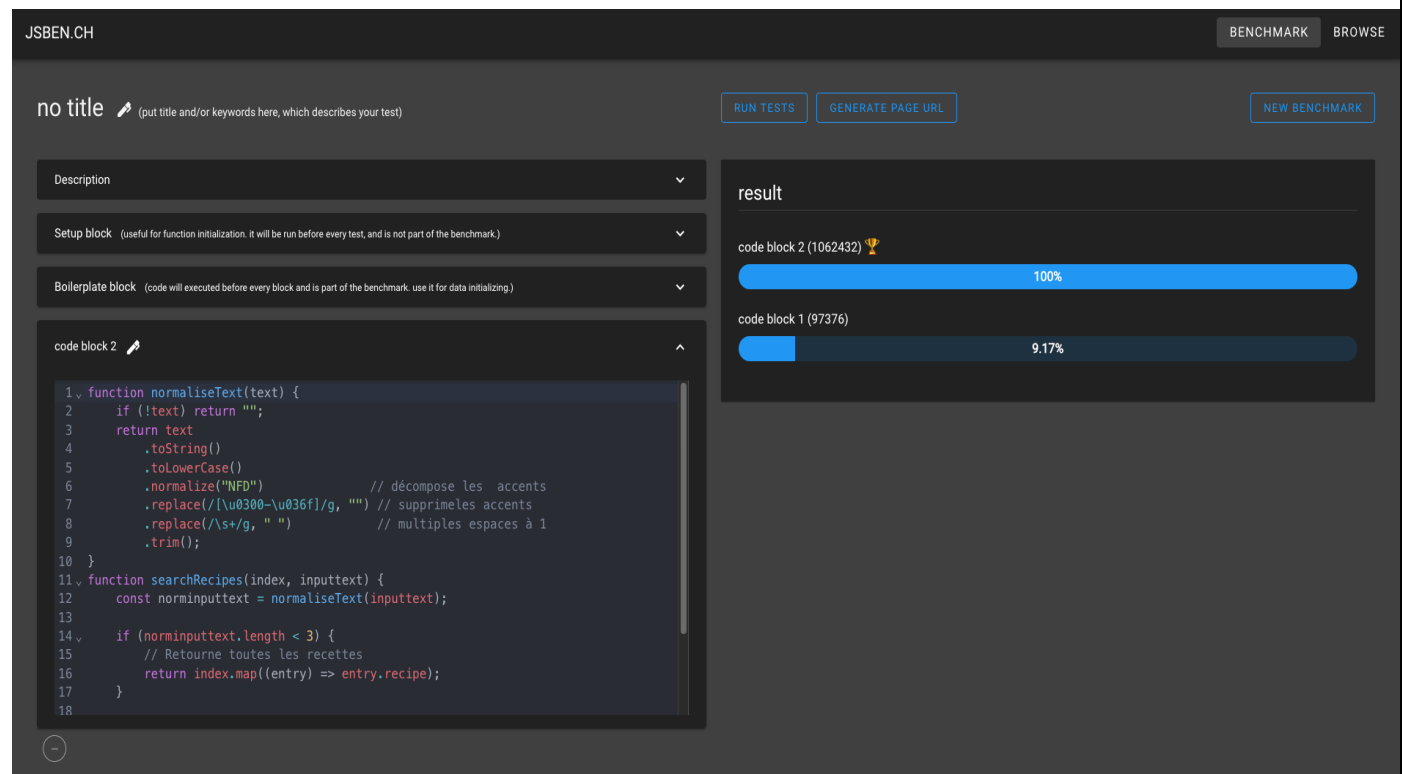 JSBEN.CH
BENCHMARK BROWSE
no title (put title and/or keywords here, which describes your test)
RUN TESTS GENERATE PAGE URL NEW BENCHMARK
Description
Setup block (useful for function initialization. it will be run before every test, and is not part of the benchmark.)
Boilerplate block (code will executed before every block and is part of the benchmark. use it for data initializing.)
code block 2
1 function normaliseText(text) {
2 if (!text) return "";
3 return text
4 .toString()
5 .toLowerCase()
6 .normalize("NFD") // décompose les accents
7 .replace(/[\u0300-\u036f]/g, "") // supprimeles accents
8 .replace(/\s+/g, " ") // multiples espaces à 1
9 .trim();
10 }
11 function searchRecipes(index, inputtext) {
12 const norminputtext = normaliseText(inputtext);
13
14 if (norminputtext.length < 3) {
15 // Retourne toutes les recettes
16 return index.map((entry) => entry.recipe);
17 }
18
result
code block 2 (1062432) 🏆
100%
code block 1 (97376)
9.17%